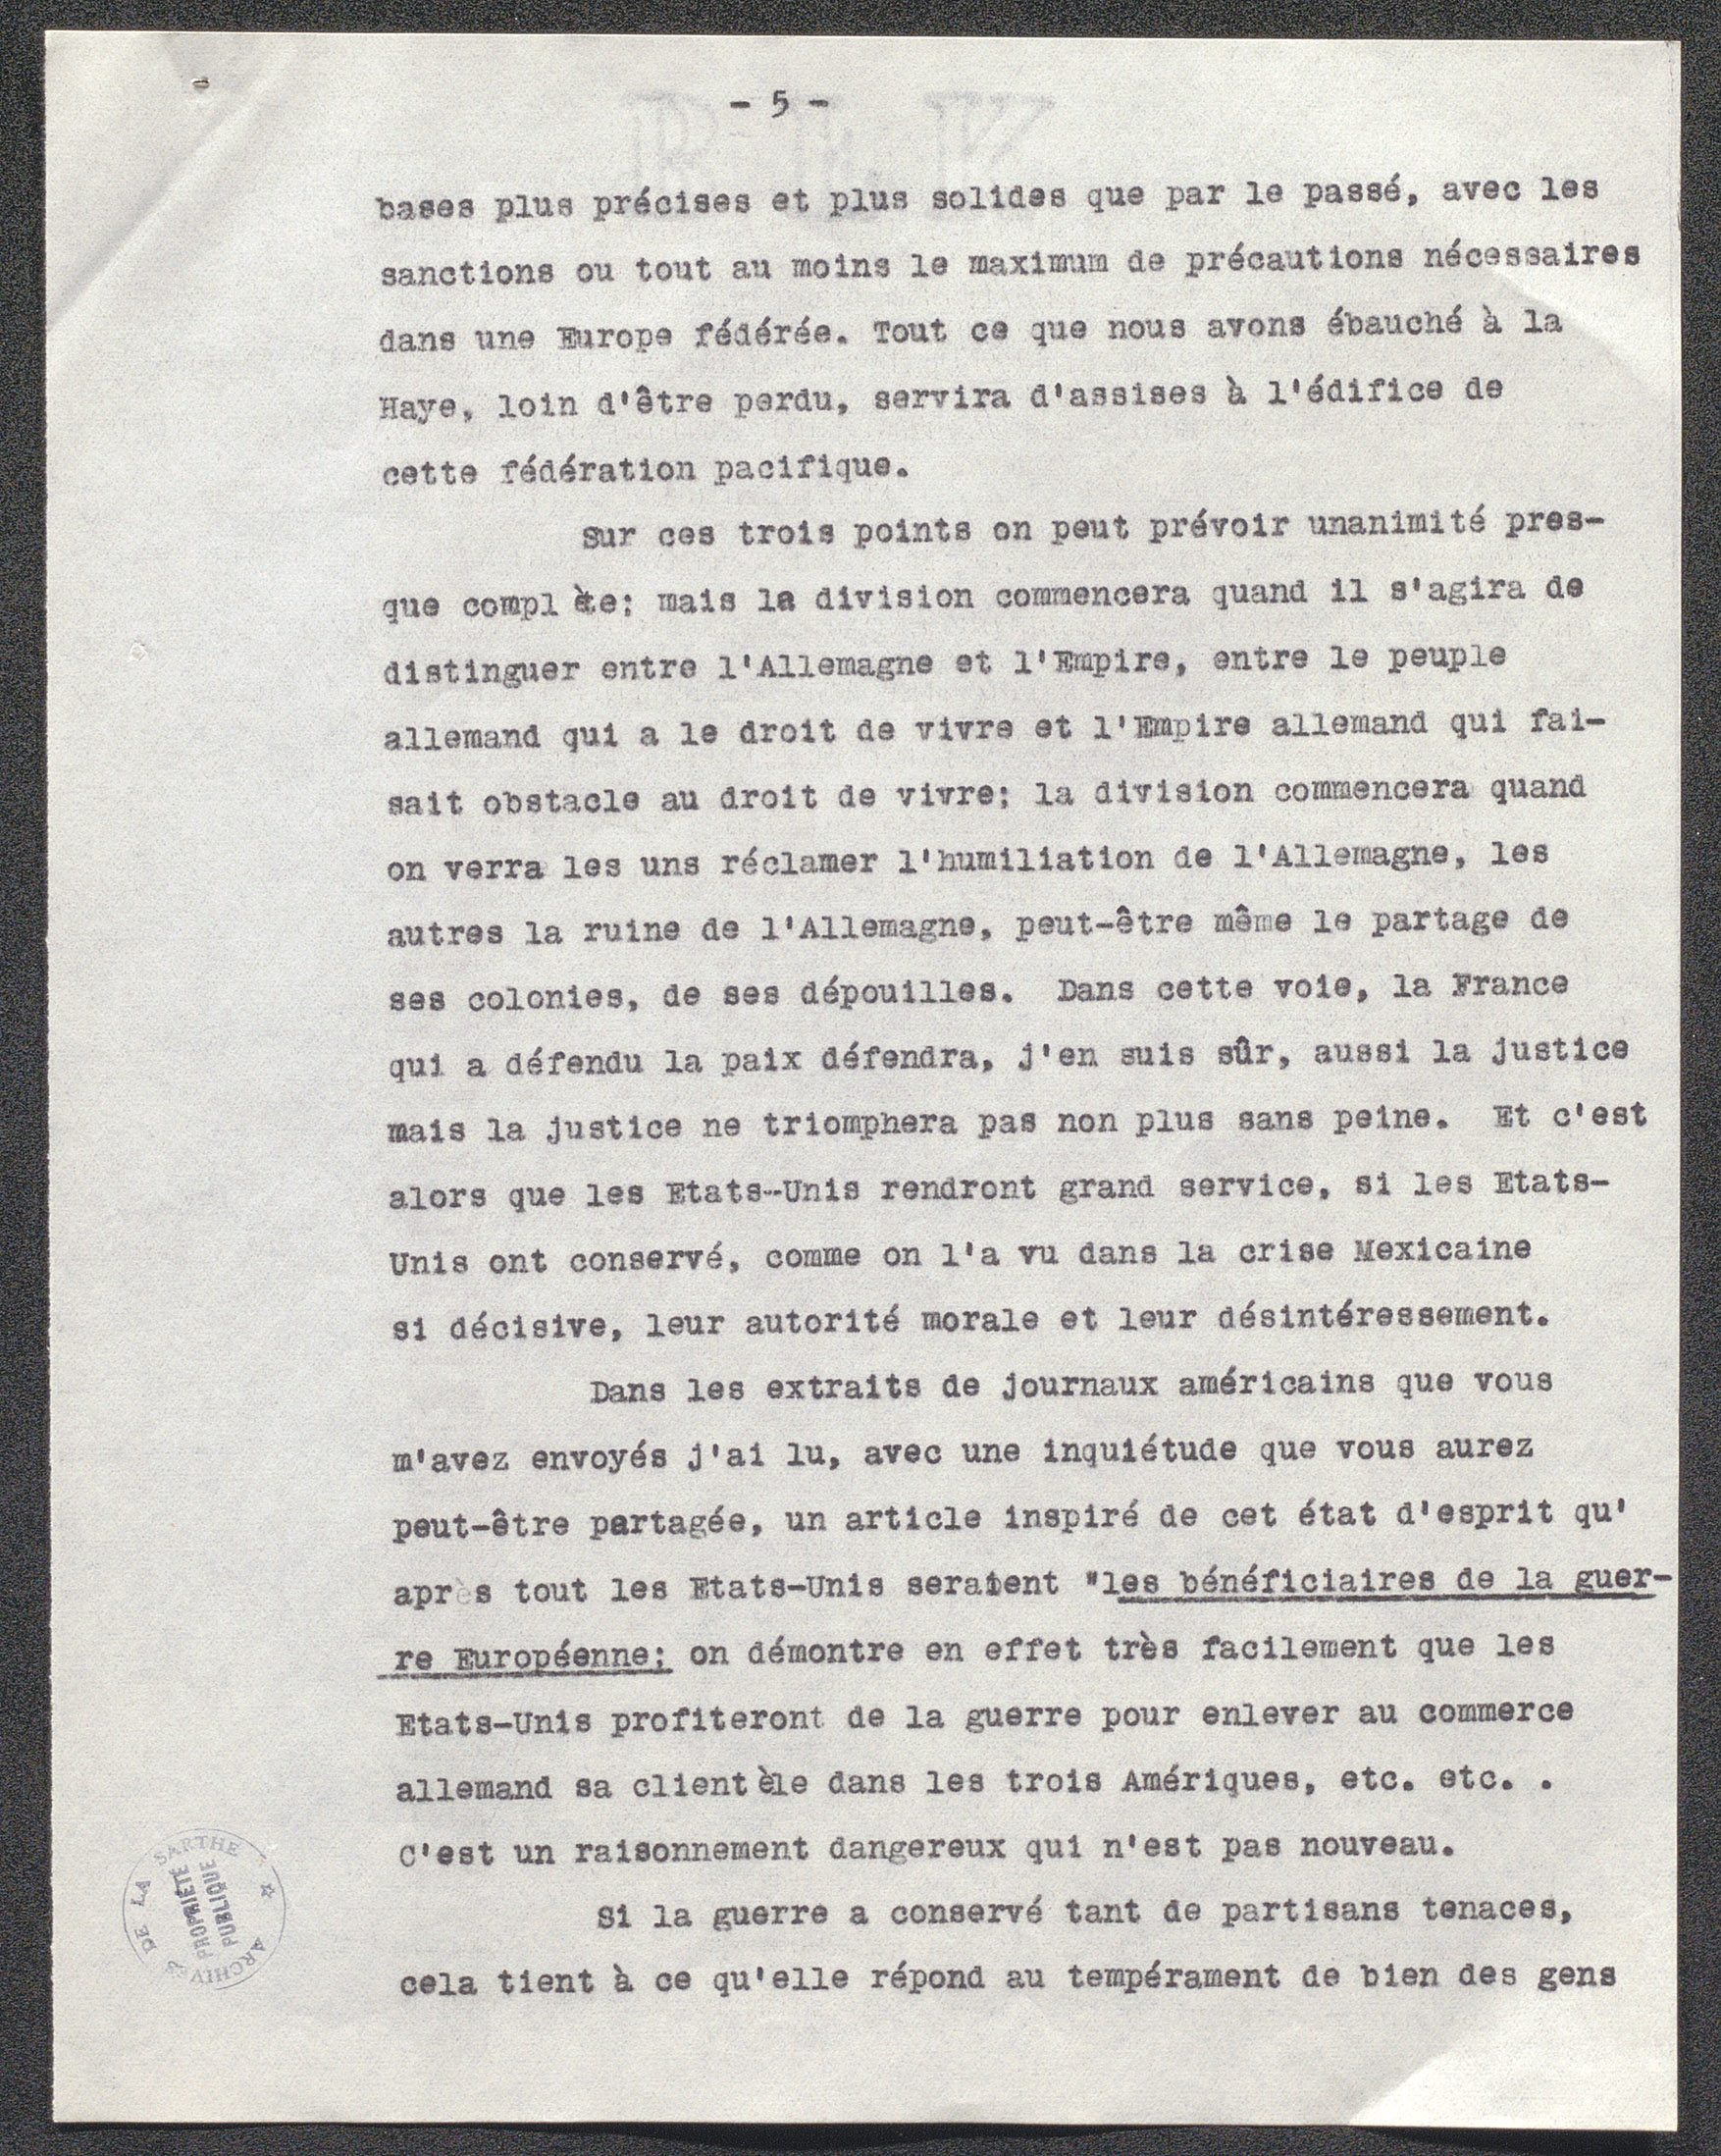 - 5 -
bases plus précises et plus solides que par le passé, avec les
sanctions ou tout au moins le maximum de précautions nécessaires
dans une Europe fédérée. Tout ce que nous avons ébauché à la
Haye, loin d'être perdu, servira d'assises à l'édifice de
cette fédération pacifique.
Sur ces trois points on peut prévoir unanimité pres-
que complète; mais la division commencera quand il s'agira de
distinguer entre l'Allemagne et l'Empire, entre le peuple
allemand qui a le droit de vivre et l'Empire allemand qui fai-
sait obstacle au droit de vivre; la division commencera quand
on verra les uns réclamer l'humiliation de l'Allemagne, les
autres la ruine de l'Allemagne, peut-être même le partage de
ses colonies, de ses dépouilles. Dans cette voie, la France
qui a défendu la paix défendra, j'en suis sûr, aussi la justice
mais la justice ne triomphera pas non plus sans peine. Et c'est
alors que les Etats-Unis rendront grand service, si les Etats-
Unis ont conservé, comme on l'a vu dans la crise Mexicaine
si décisive, leur autorité morale et leur désintéressement.
Dans les extraits de journaux américains que vous
m'avez envoyés j'ai lu, avec une inquiétude que vous aurez
peut-être partagée, un article inspiré de cet état d'esprit qu'
après tout les Etats-Unis seraient "les bénéficiaires de la guer-
re Européenne; on démontre en effet très facilement que les
Etats-Unis profiteront de la guerre pour enlever au commerce
allemand sa clientèle dans les trois Amériques, etc. etc. .
C'est un raisonnement dangereux qui n'est pas nouveau.
Si la guerre a conservé tant de partisans tenaces,
cela tient à ce qu'elle répond au tempérament de bien des gens
ARCHIVES DE LA SARTHE
PROPRIETE
PUBLIQUE